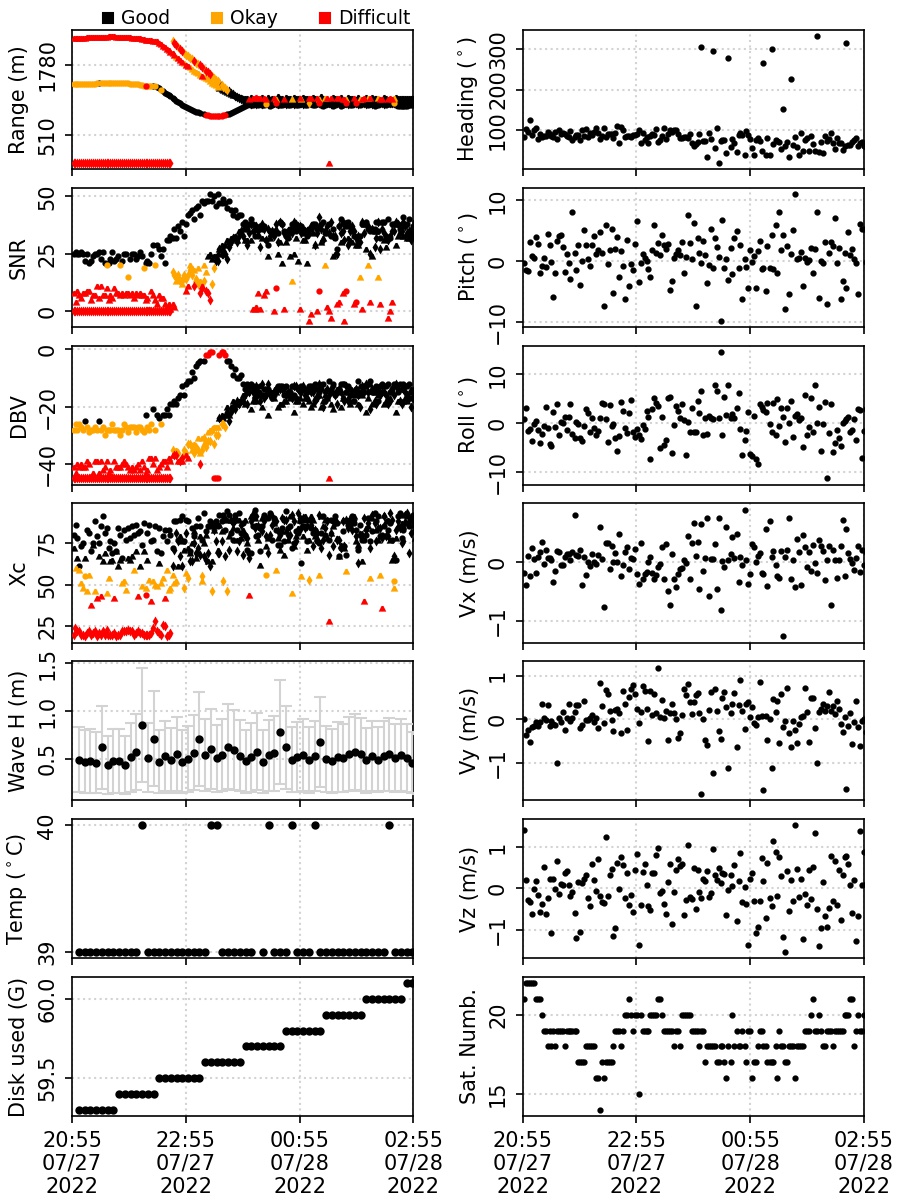 Good Okay Difficult
Range (m)
1780
510
Heading (°)
300
200
100
SNR
50
25
0
Pitch (°)
10
0
−10
DBV
0
−20
−40
Roll (°)
10
0
−10
Xc
75
50
25
Vx (m/s)
0
−1
Wave H (m)
1.5
1.0
0.5
Vy (m/s)
1
0
−1
Temp (°C)
40
39
Vz (m/s)
1
0
−1
Disk used (G)
60.0
59.5
Sat. Numb.
20
15
20:55 22:55 00:55 02:55
07/27 07/27 07/28 07/28
2022 2022 2022 2022
20:55 22:55 00:55 02:55
07/27 07/27 07/28 07/28
2022 2022 2022 2022